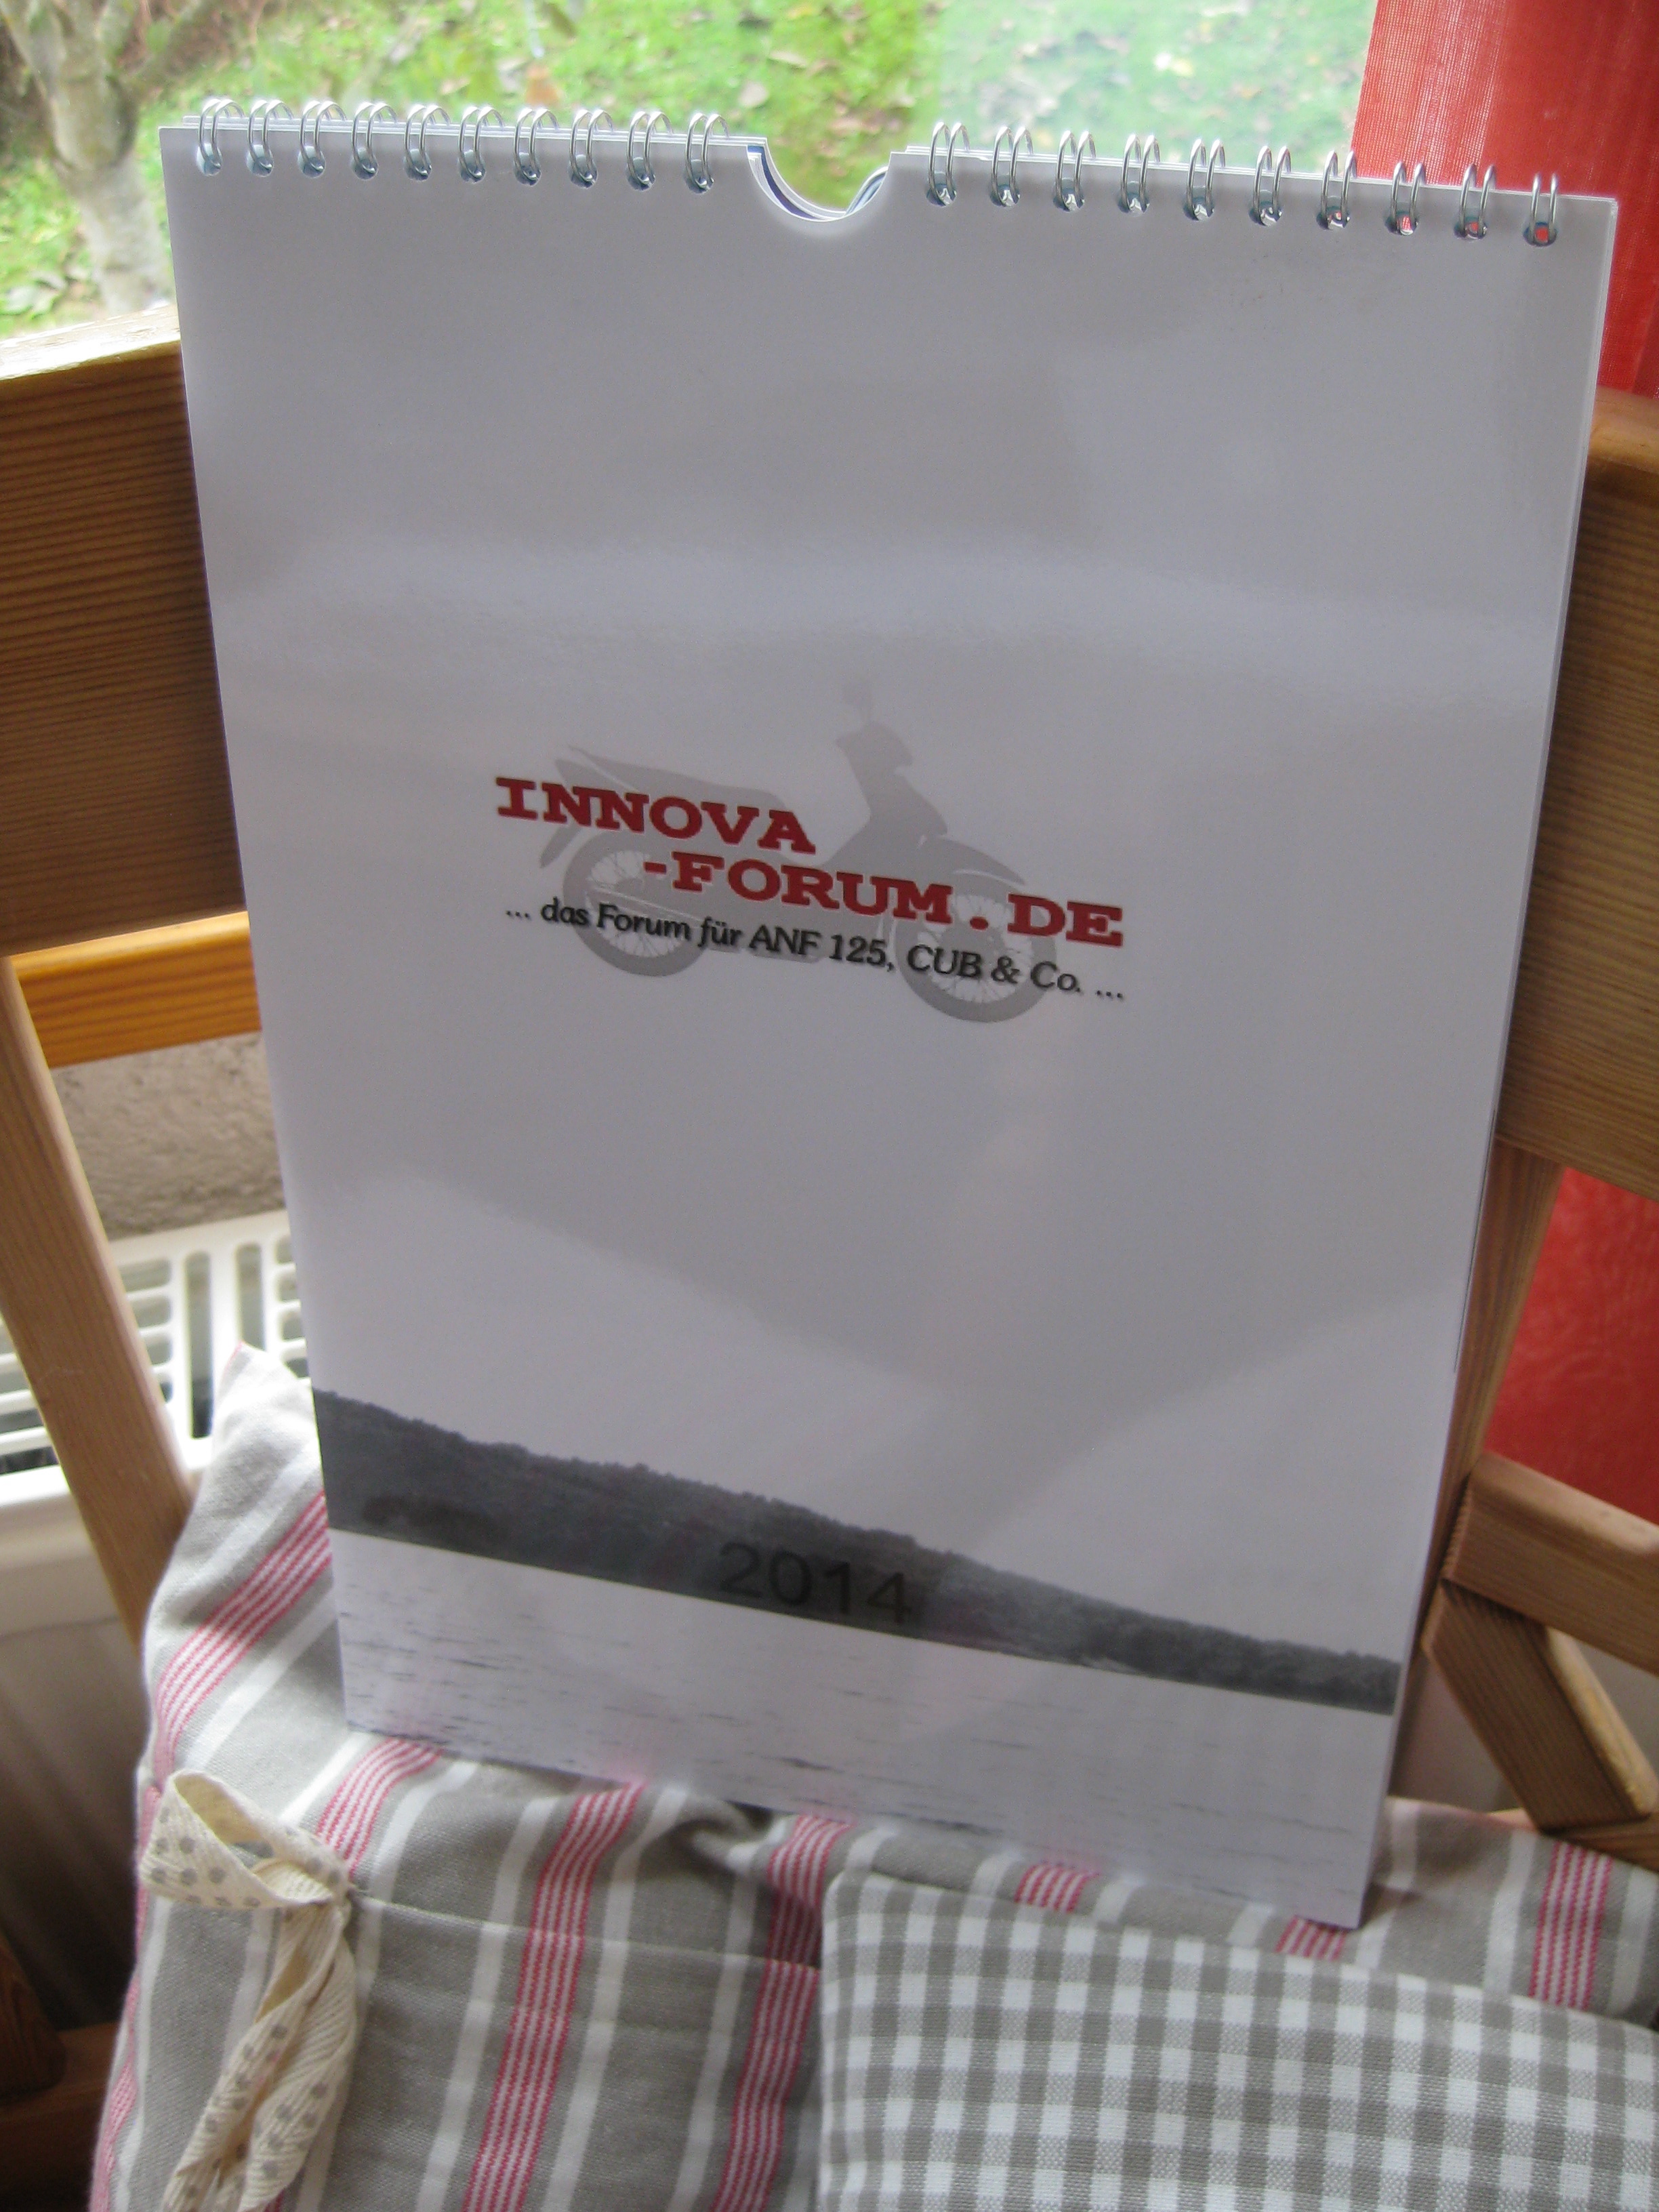 INNOVA
-FORUM.DE
... das Forum für ANF 125, CUB & Co. ...
2014